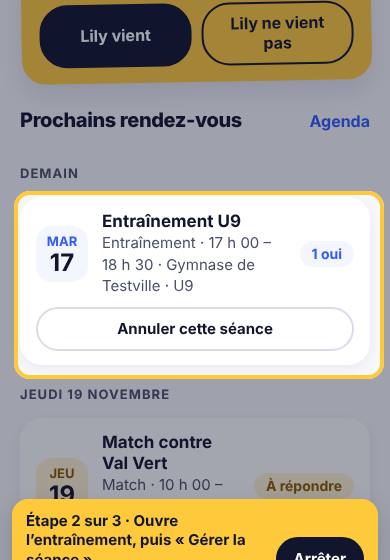 Lily vient
Lily ne vient
pas
Prochains rendez-vous
Agenda
DEMAIN
MAR
17
Entraînement U9
Entraînement · 17 h 00 –
18 h 30 · Gymnase de
Testville · U9
1 oui
Annuler cette séance
JEUDI 19 NOVEMBRE
JEU
19
Match contre
Val Vert
Match · 10 h 00 –
À répondre
Étape 2 sur 3 · Ouvre
l’entraînement, puis « Gérer la
séance »
Arrêter